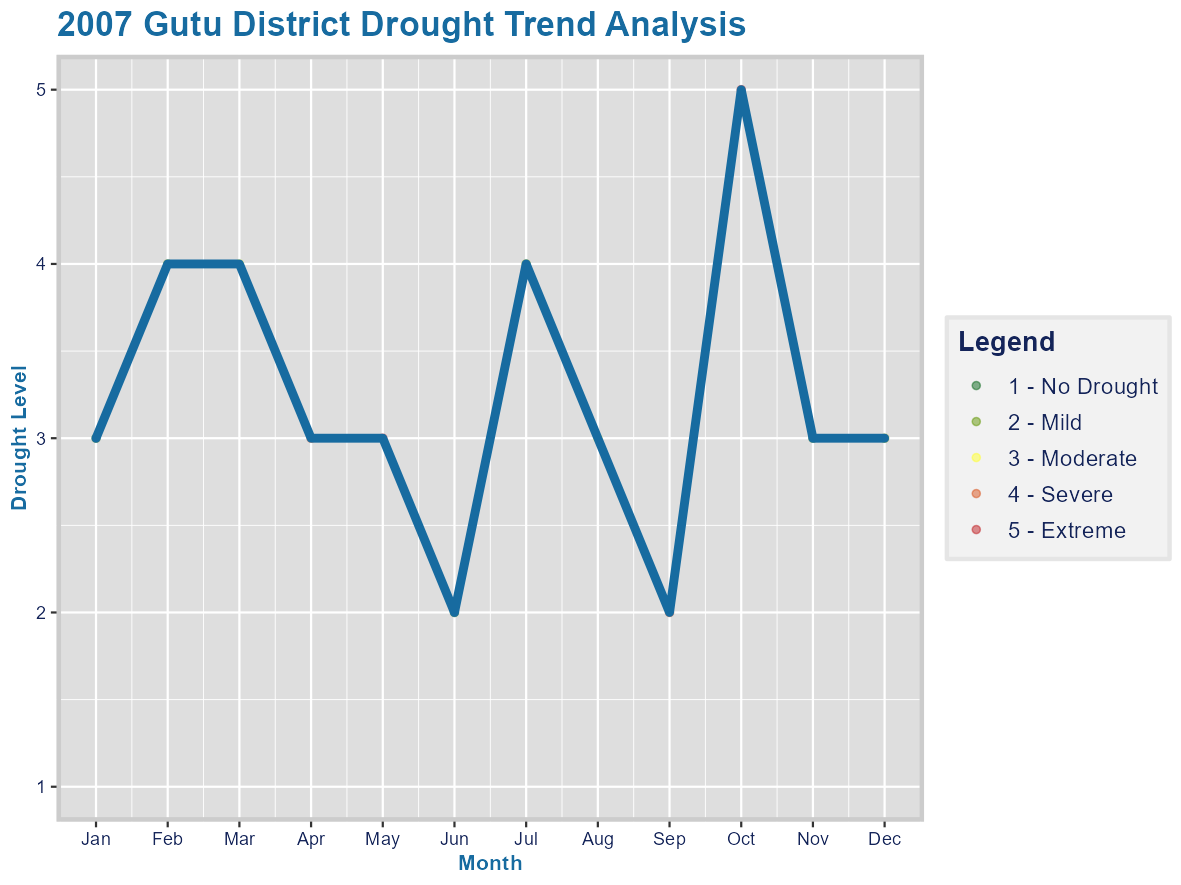 2007 Gutu District Drought Trend Analysis
Drought Level
5
4
3
2
1
Jan Feb Mar Apr May Jun Jul Aug Sep Oct Nov Dec
Month
Legend
1 - No Drought
2 - Mild
3 - Moderate
4 - Severe
5 - Extreme